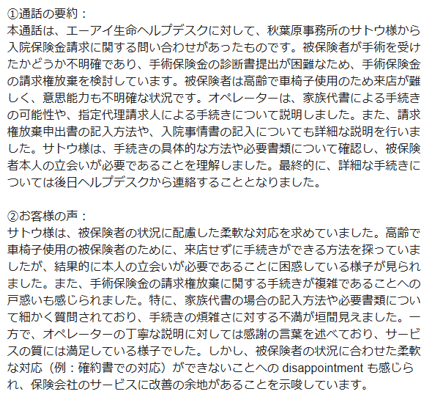 ①通話の要約：
本通話は、エーアイ生命ヘルプデスクに対して、秋葉原事務所のサトウ様から
入院保険金請求に関する問い合わせがあったものです。被保険者が手術を受け
たかどうか不明確であり、手術保険金の診断書提出が困難なため、手術保険金
の請求権放棄を検討しています。被保険者は高齢で車椅子使用のため来店が難
しく、意思能力も不明確な状況です。オペレーターは、家族代書による手続き
の可能性や、指定代理請求人による手続きについて説明しました。また、請求
権放棄申出書の記入方法や、入院事情書の記入についても詳細な説明を行いま
した。サトウ様は、手続きの具体的な方法や必要書類について確認し、被保険
者本人の立会いが必要であることを理解しました。最終的に、詳細な手続きに
ついては後日ヘルプデスクから連絡することとなりました。
②お客様の声：
サトウ様は、被保険者の状況に配慮した柔軟な対応を求めていました。高齢で
車椅子使用の被保険者のために、来店せずに手続きができる方法を探っていま
したが、結果的に本人の立会いが必要であることに困惑している様子が見られ
ました。また、手術保険金の請求権放棄に関する手続きが複雑であることへの
戸惑いも感じられました。特に、家族代書の場合の記入方法や必要書類につい
て細かく質問されており、手続きの煩雑さに対する不満が垣間見えました。一
方で、オペレーターの丁寧な説明に対しては感謝の言葉を述べており、サービ
スの質には満足している様子でした。しかし、被保険者の状況に合わせた柔軟
な対応（例：確約書での対応）ができないことへの disappointment も感じら
れ、保険会社のサービスに改善の余地があることを示唆しています。